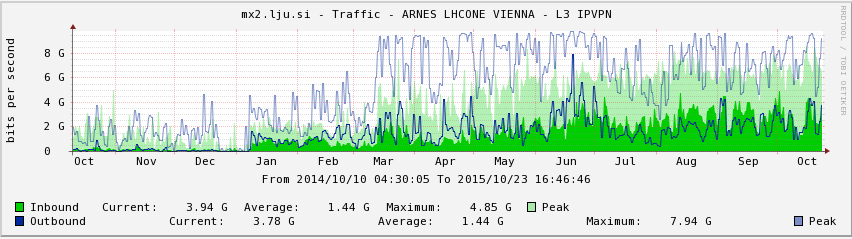 mx2.lju.si - Traffic - ARNES LHCONE VIENNA - L3 IPVPN
RRDTOOL / TOBI OETIKER
bits per second
8 G
6 G
4 G
2 G
0
Oct Nov Dec Jan Feb Mar Apr May Jun Jul Aug Sep Oct
From 2014/10/10 04:30:05 To 2015/10/23 16:46:46
Inbound Current: 3.94 G Average: 1.44 G Maximum: 4.85 G Peak
Outbound Current: 3.78 G Average: 1.44 G Maximum: 7.94 G Peak